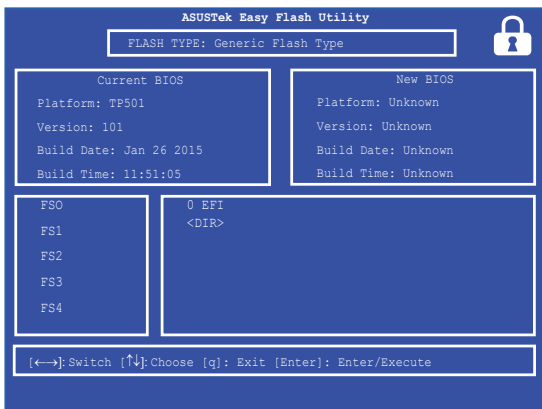 ASUSTek Easy Flash Utility
FLASH TYPE: Generic Flash Type
Current BIOS
Platform: TP501
Version: 101
Build Date: Jan 26 2015
Build Time: 11:51:05
New BIOS
Platform: Unknown
Version: Unknown
Build Date: Unknown
Build Time: Unknown
FSO
FS1
FS2
FS3
FS4
0 EFI
<DIR>
[←→]: Switch [↑↓]: Choose [q]: Exit [Enter]: Enter/Execute